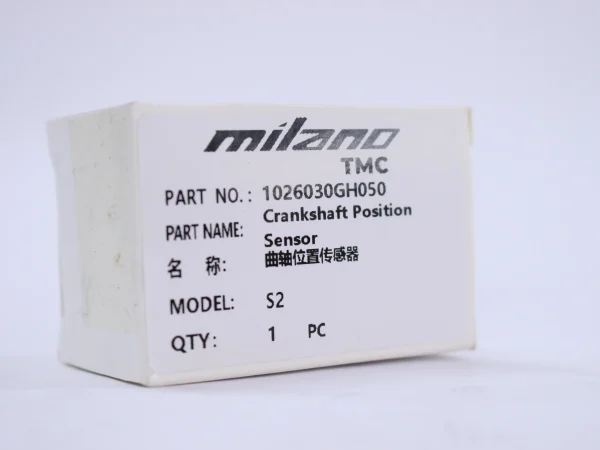 milano
TMC
PART NO.: 1026030GH050
PART NAME: Crankshaft Position
Sensor
名 称: 曲轴位置传感器
MODEL: S2
QTY: 1 PC